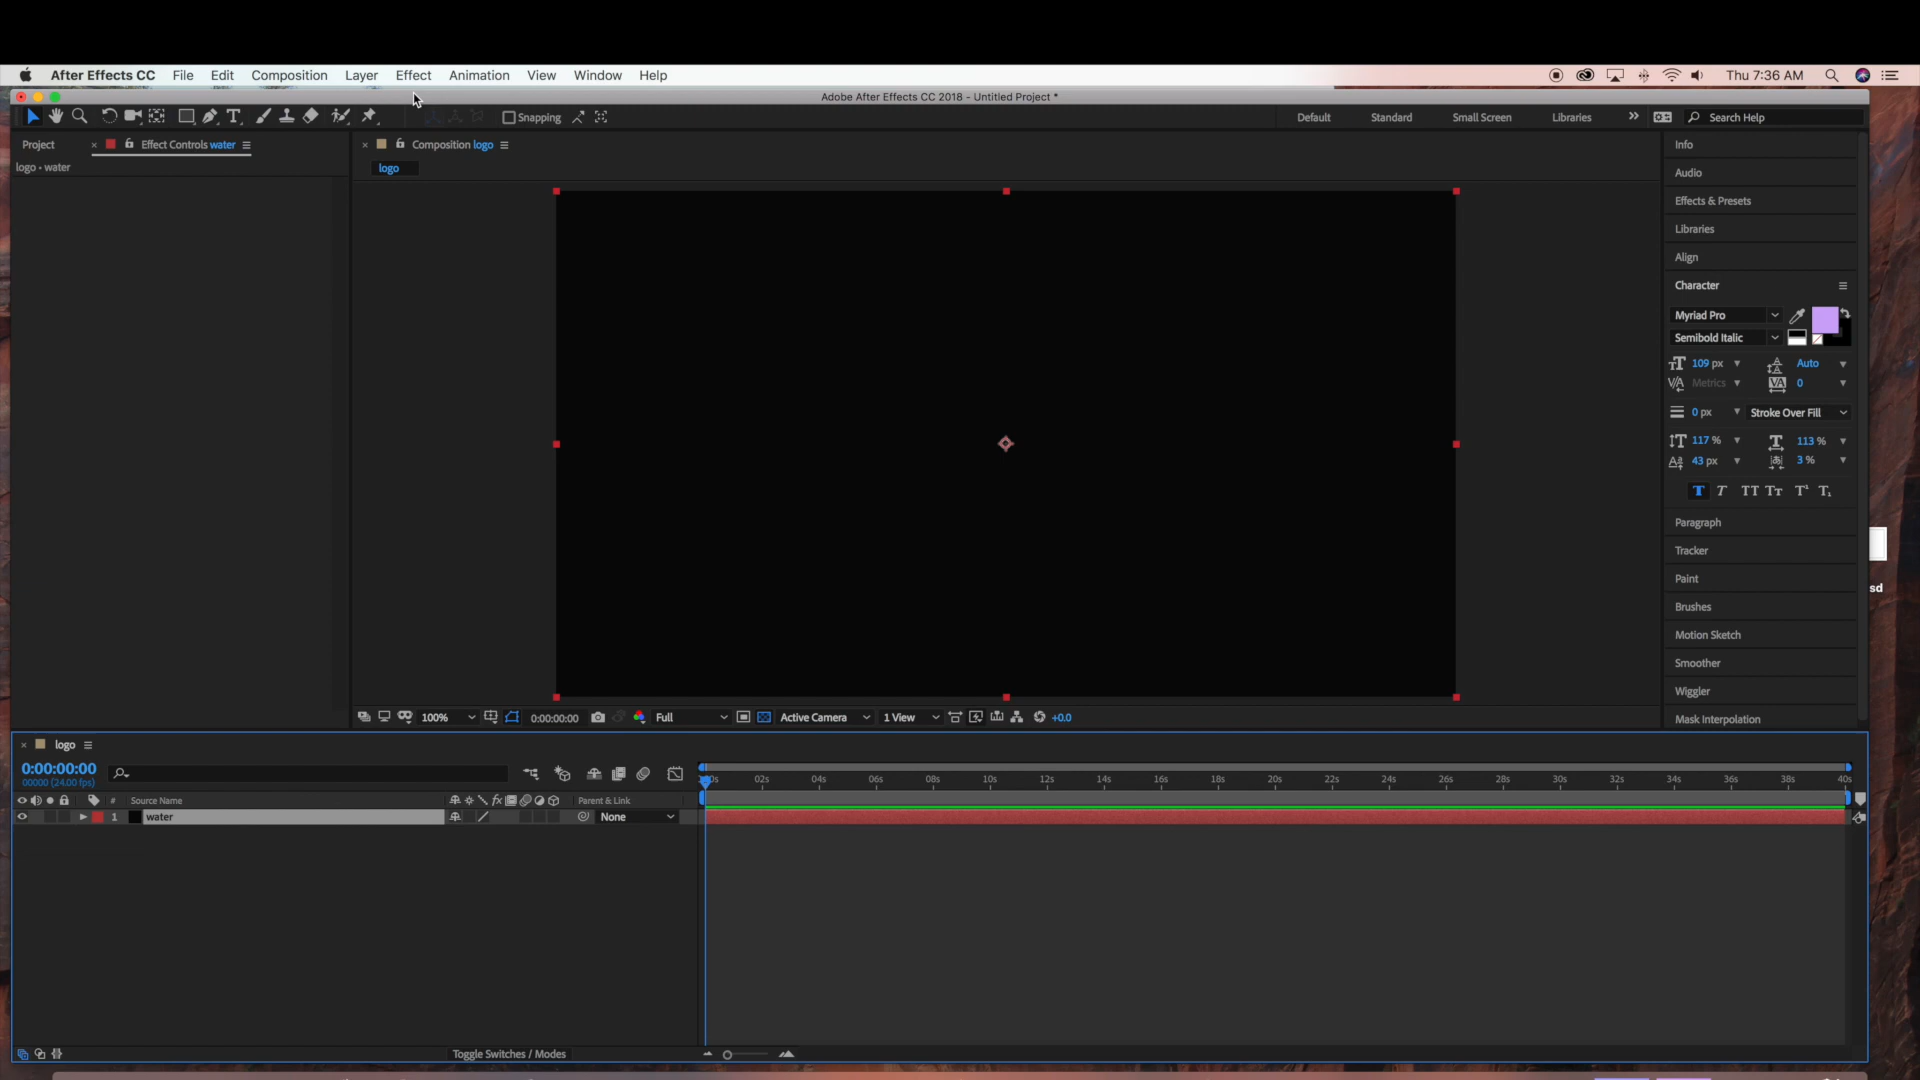 After Effects CC File Edit Composition Layer Effect Animation View Window Help Thu 7:36 AM
Adobe After Effects CC 2018 - Untitled Project *
Snapping Default Standard Small Screen Libraries Search Help
Project Effect Controls water Composition logo
logo • water
logo
Info
Audio
Effects & Presets
Libraries
Align
Character
Myriad Pro
Semibold Italic
109 px Auto
Metrics 0
0 px Stroke Over Fill
117 % 113 %
43 px 3 %
Paragraph
Tracker
Paint
Brushes
Motion Sketch
Smoother
Wiggler
Mask Interpolation
sd
100% 0:00:00:00 Full Active Camera 1 View +0.0
logo
0:00:00:00
00000 (24.00 fps)
02s 04s 06s 08s 10s 12s 14s 16s 18s 20s 22s 24s 26s 28s 30s 32s 34s 36s 38s 40s
# Source Name Parent & Link
1 water None
Toggle Switches / Modes